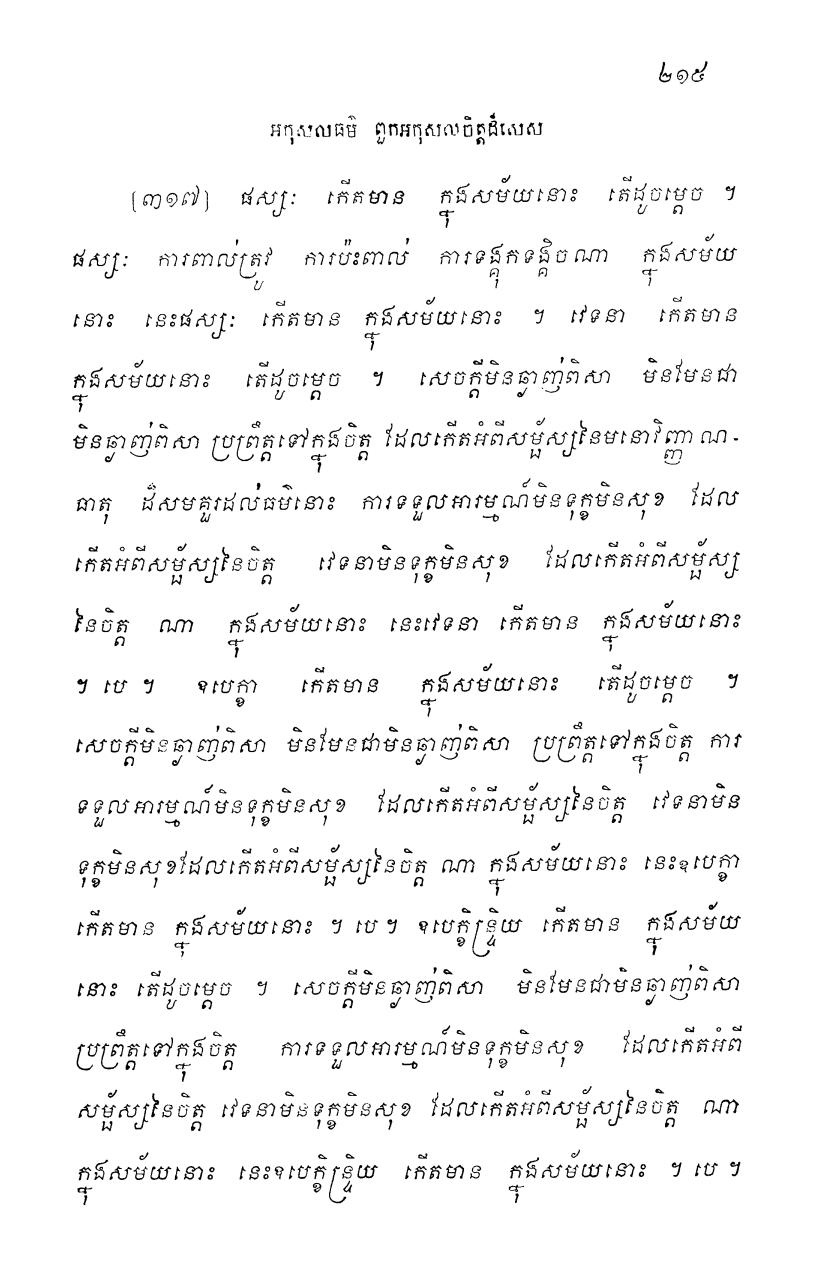 ២១៥
អកុសលធម៌ ពួកអកុសលចិត្តដ៏សេស
[៣១៧] ផស្សៈ កើតមាន ក្នុងសម័យនោះ តើដូចម្តេច ។
ផស្សៈ ការពាល់ត្រូវ ការប៉ះពាល់ ការទង្គុកទង្គិចណា ក្នុងសម័យ
នោះ នេះផស្សៈ កើតមាន ក្នុងសម័យនោះ ។ វេទនា កើតមាន
ក្នុងសម័យនោះ តើដូចម្តេច ។ សេចក្តីមិនឆ្ងាញ់ពិសា មិនមែនជា
មិនឆ្ងាញ់ពិសា ប្រព្រឹត្តទៅក្នុងចិត្ត ដែលកើតអំពីសម្ផ័ស្សនៃមនោវិញ្ញាណ-
ធាតុ ដ៏សមគួរដល់ធម៌នោះ ការទទួលអារម្មណ៍មិនទុក្ខមិនសុខ ដែល
កើតអំពីសម្ផ័ស្សនៃចិត្ត វេទនាមិនទុក្ខមិនសុខ ដែលកើតអំពីសម្ផ័ស្ស
នៃចិត្ត ណា ក្នុងសម័យនោះ នេះវេទនា កើតមាន ក្នុងសម័យនោះ
។ បេ ។ ឧបេក្ខា កើតមាន ក្នុងសម័យនោះ តើដូចម្តេច ។
សេចក្តីមិនឆ្ងាញ់ពិសា មិនមែនជាមិនឆ្ងាញ់ពិសា ប្រព្រឹត្តទៅក្នុងចិត្ត ការ
ទទួលអារម្មណ៍មិនទុក្ខមិនសុខ ដែលកើតអំពីសម្ផ័ស្សនៃចិត្ត វេទនាមិន
ទុក្ខមិនសុខដែលកើតអំពីសម្ផ័ស្សនៃចិត្ត ណា ក្នុងសម័យនោះ នេះឧបេក្ខា
កើតមាន ក្នុងសម័យនោះ ។ បេ ។ ឧបេក្ខិន្ទ្រិយ កើតមាន ក្នុងសម័យ
នោះ តើដូចម្តេច ។ សេចក្តីមិនឆ្ងាញ់ពិសា មិនមែនជាមិនឆ្ងាញ់ពិសា
ប្រព្រឹត្តទៅក្នុងចិត្ត ការទទួលអារម្មណ៍មិនទុក្ខមិនសុខ ដែលកើតអំពី
សម្ផ័ស្សនៃចិត្ត វេទនាមិនទុក្ខមិនសុខ ដែលកើតអំពីសម្ផ័ស្សនៃចិត្ត ណា
ក្នុងសម័យនោះ នេះឧបេក្ខិន្ទ្រិយ កើតមាន ក្នុងសម័យនោះ ។ បេ ។